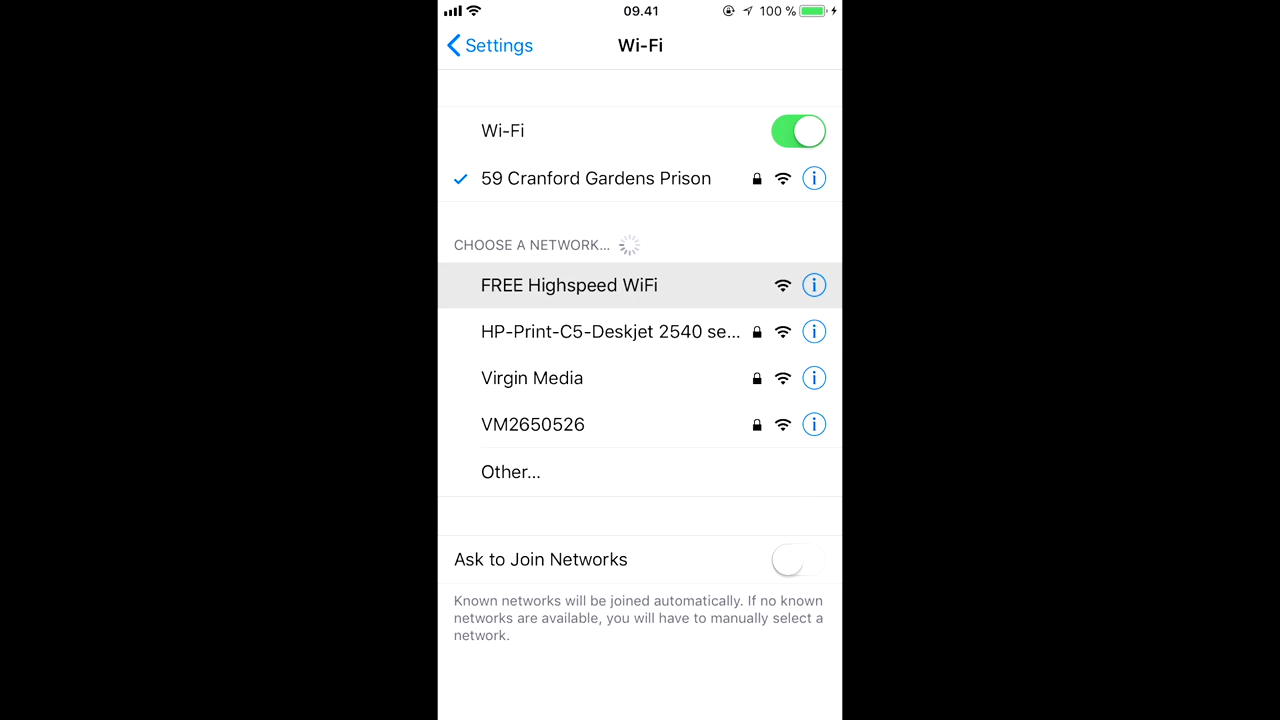 09.41
100 %
Settings
Wi-Fi
Wi-Fi
59 Cranford Gardens Prison
CHOOSE A NETWORK...
FREE Highspeed WiFi
HP-Print-C5-Deskjet 2540 se...
Virgin Media
VM2650526
Other...
Ask to Join Networks
Known networks will be joined automatically. If no known
networks are available, you will have to manually select a
network.